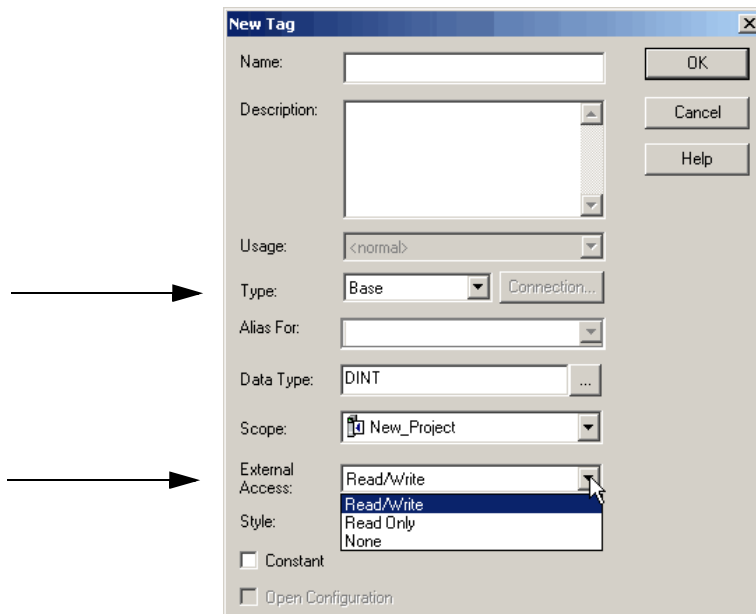 New Tag
Name:
OK
Description:
Cancel
Help
Usage: <normal>
Type: Base Connection...
Alias For:
Data Type: DINT ...
Scope: New_Project
External
Access: Read/Write
Read/Write
Style: Read Only
None
Constant
Open Configuration